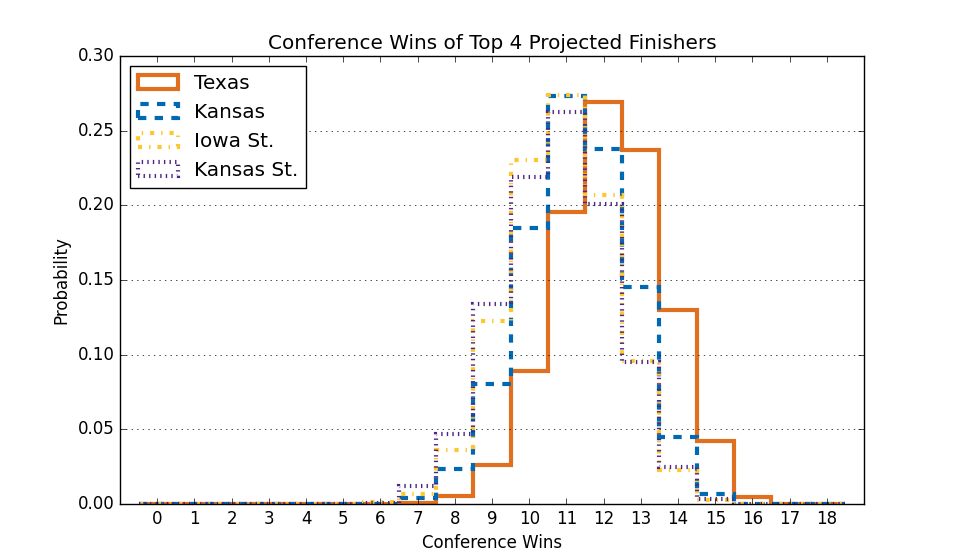 Conference Wins of Top 4 Projected Finishers
0.30
0.25
0.20
0.15
0.10
0.05
0.00
Probability
Texas
Kansas
Iowa St.
Kansas St.
0 1 2 3 4 5 6 7 8 9 10 11 12 13 14 15 16 17 18
Conference Wins